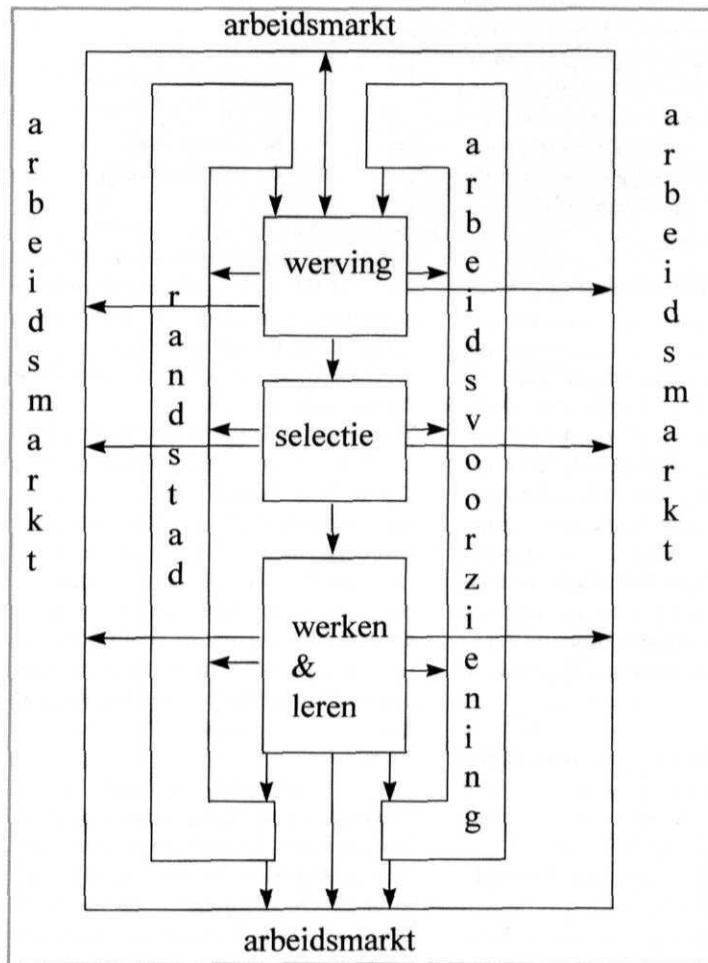 arbeidsmarkt
arbeidsmarkt
randstad
werving
selectie
werken
&
leren
arbeidsvoorziening
arbeidsmarkt
arbeidsmarkt